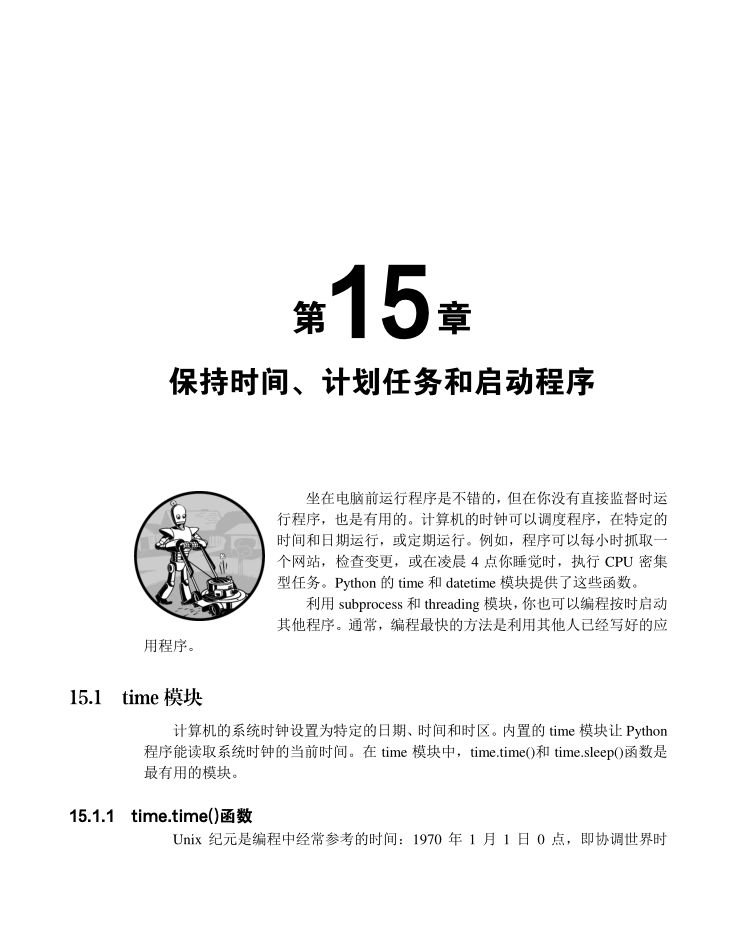 第15章
保持时间、计划任务和启动程序
坐在电脑前运行程序是不错的，但在你没有直接监督时运
行程序，也是有用的。计算机的时钟可以调度程序，在特定的
时间和日期运行，或定期运行。例如，程序可以每小时抓取一
个网站，检查变更，或在凌晨 4 点你睡觉时，执行 CPU 密集
型任务。Python 的 time 和 datetime 模块提供了这些函数。
利用 subprocess 和 threading 模块，你也可以编程按时启动
其他程序。通常，编程最快的方法是利用其他人已经写好的应
用程序。
15.1 time 模块
计算机的系统时钟设置为特定的日期、时间和时区。内置的 time 模块让 Python
程序能读取系统时钟的当前时间。在 time 模块中，time.time()和 time.sleep()函数是
最有用的模块。
15.1.1 time.time()函数
Unix 纪元是编程中经常参考的时间：1970 年 1 月 1 日 0 点，即协调世界时